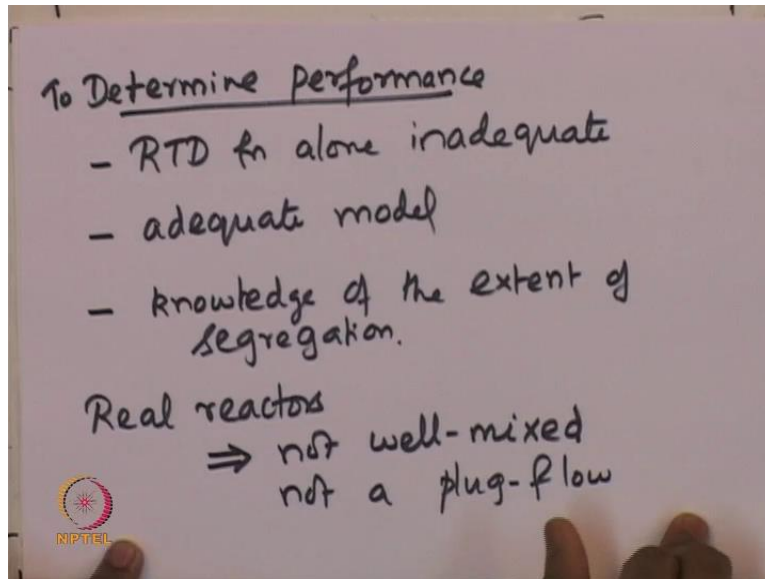 To Determine performance
- RTD fn alone inadequate
- adequate model
- knowledge of the extent of
segregation.
Real reactors
⇒ not well-mixed
not a plug-flow
NPTEL